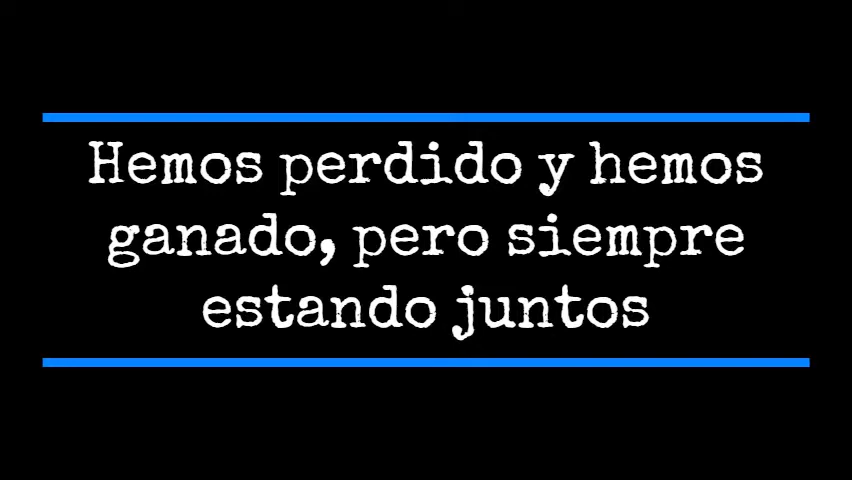 Hemos perdido y hemos
ganado, pero siempre
estando juntos